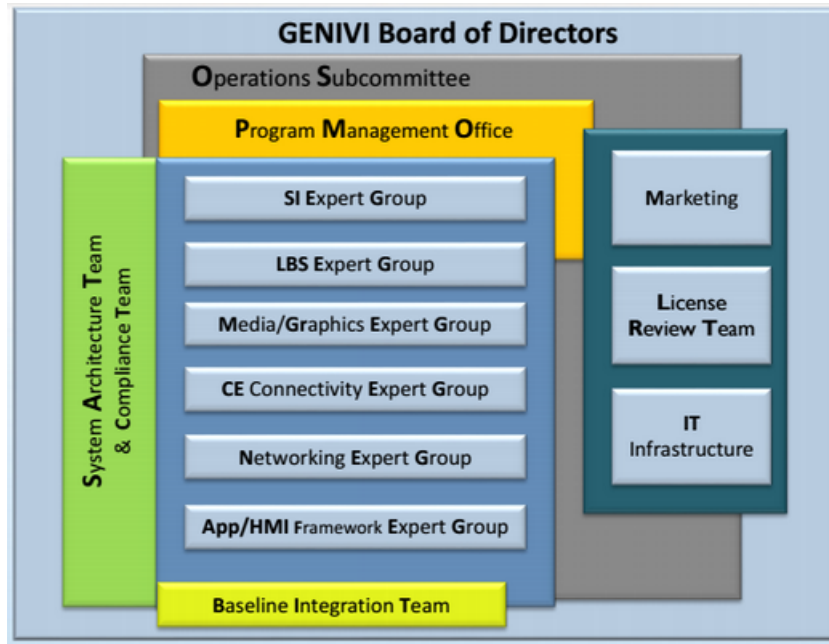 GENIVI Board of Directors
Operations Subcommittee
Program Management Office
System Architecture Team
& Compliance Team
SI Expert Group
LBS Expert Group
Media/Graphics Expert Group
CE Connectivity Expert Group
Networking Expert Group
App/HMI Framework Expert Group
Baseline Integration Team
Marketing
License
Review Team
IT
Infrastructure